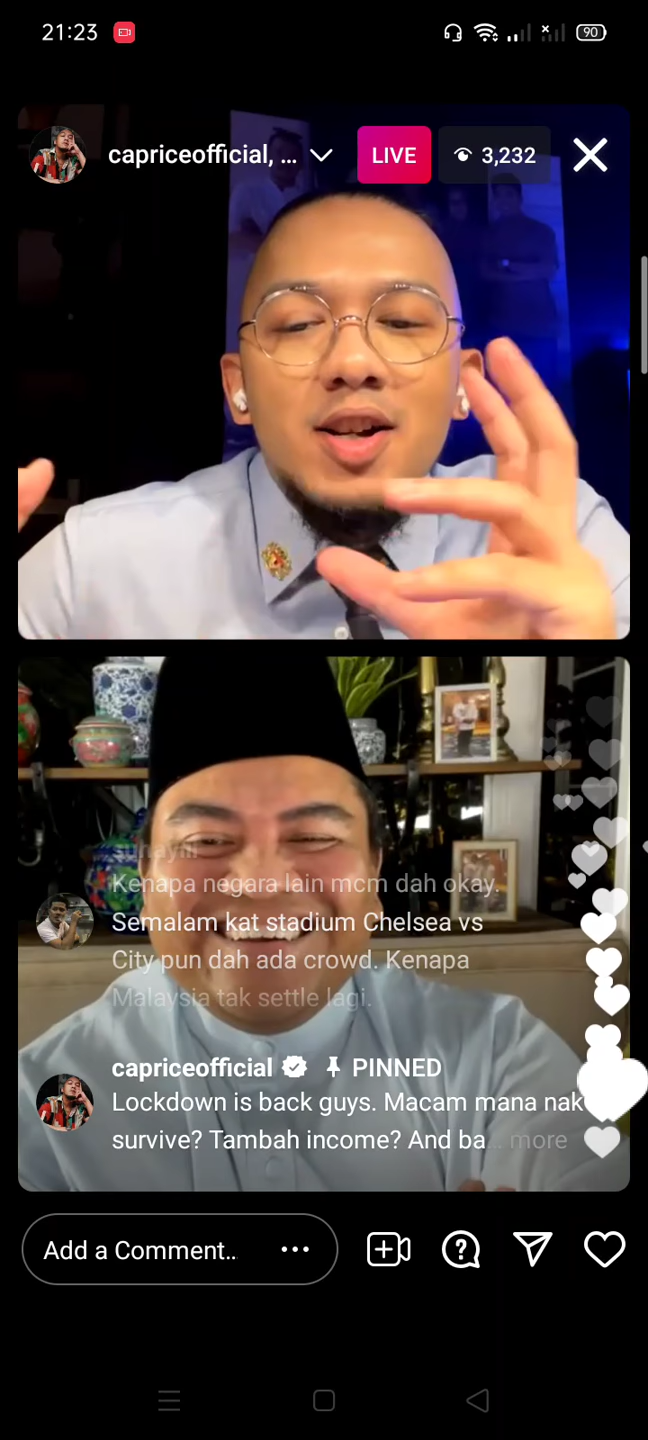 21:23
90
capriceofficial, ...
LIVE
3,232
Kenapa negara lain mcm dah okay.
Semalam kat stadium Chelsea vs
City pun dah ada crowd. Kenapa
Malaysia tak settle lagi.
capriceofficial PINNED
Lockdown is back guys. Macam mana nak
survive? Tambah income? And ba... more
Add a Comment..